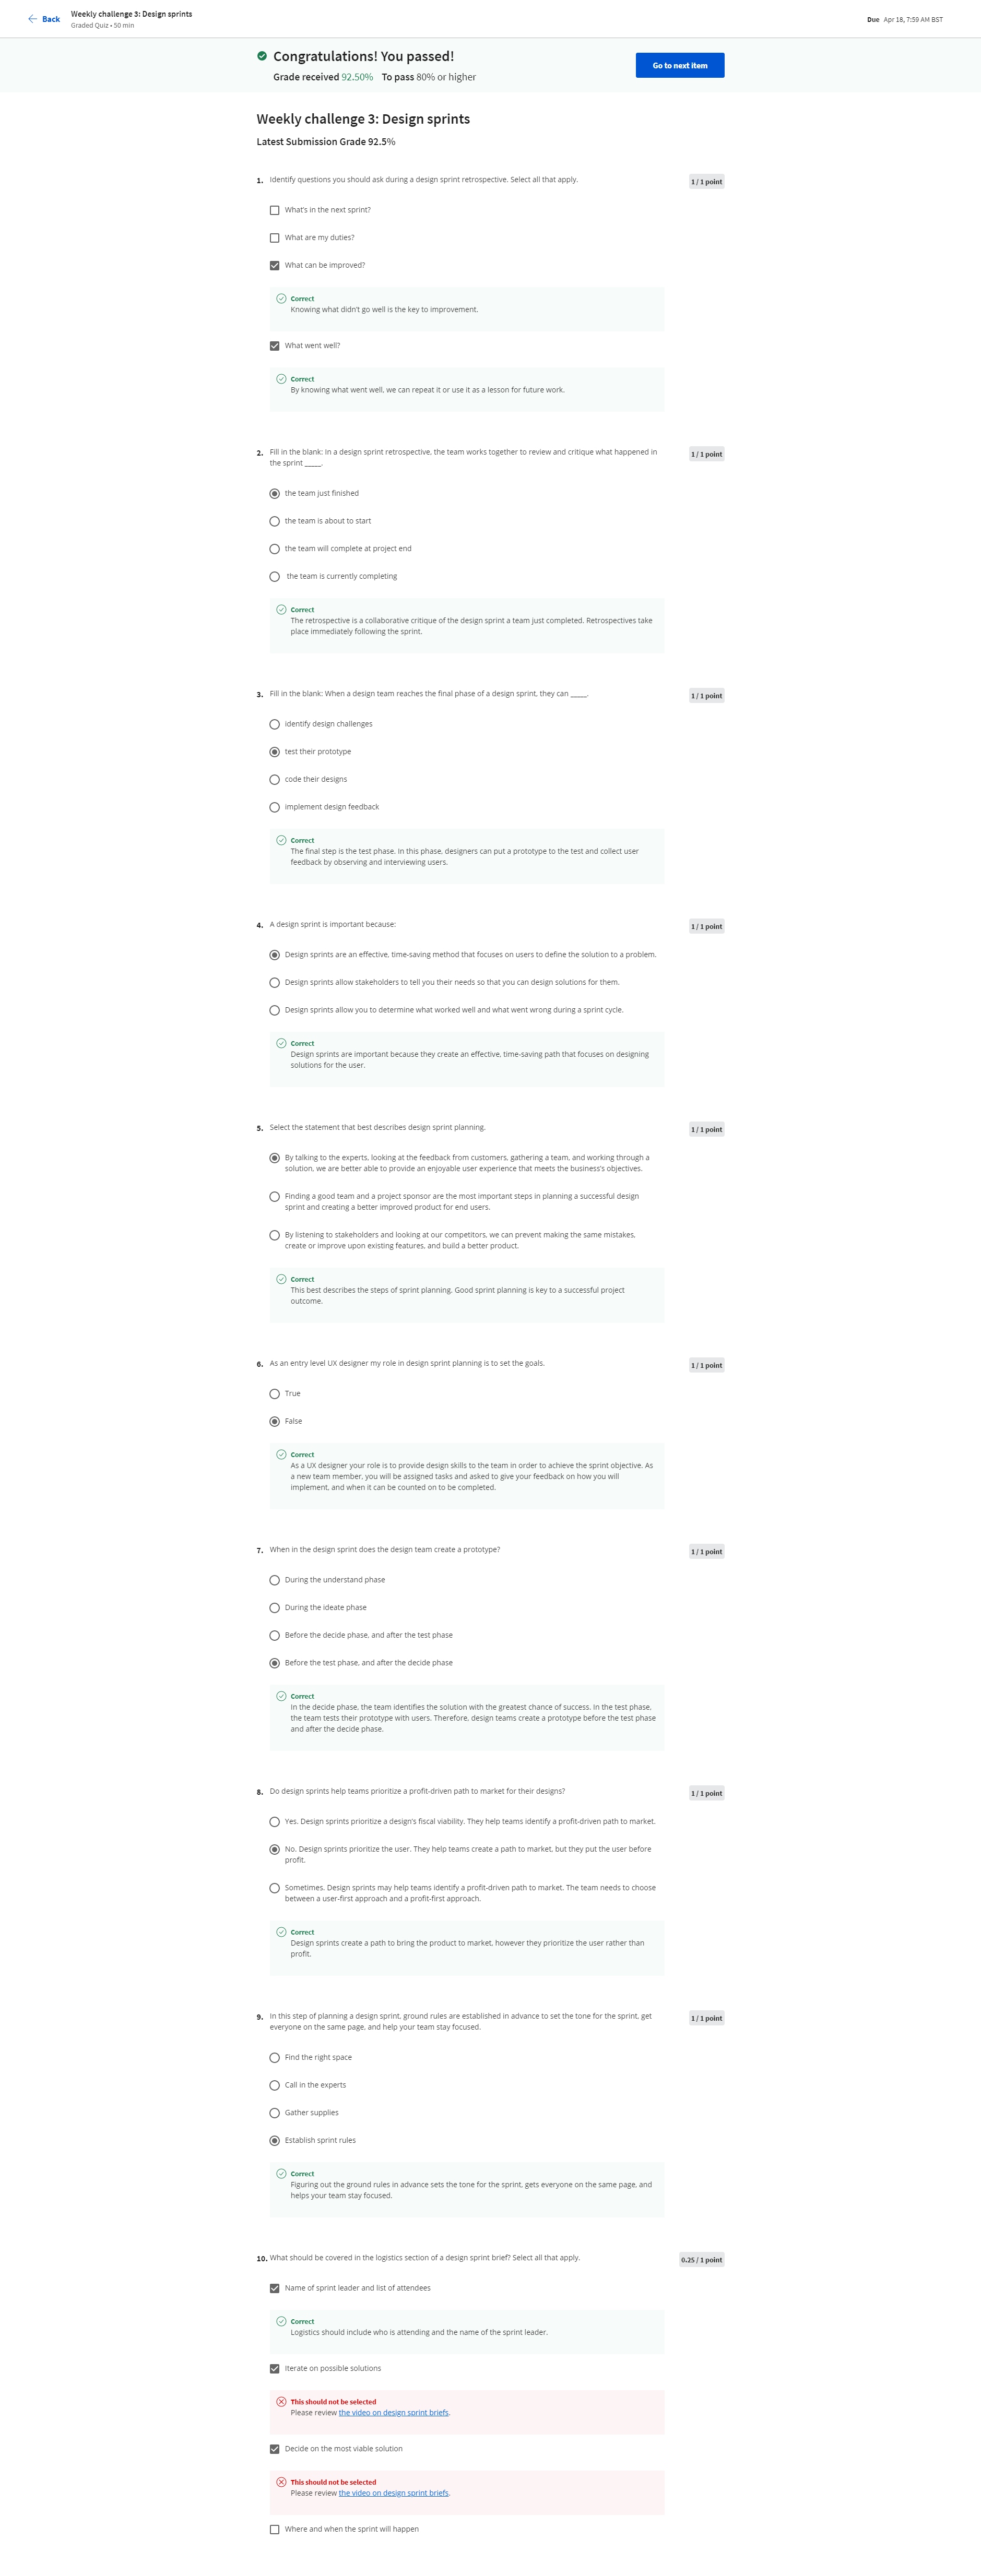 Back
Weekly challenge 3: Design sprints
Graded Quiz • 50 min
Due Apr 18, 7:59 AM BST
Congratulations! You passed!
Grade received 92.50% To pass 80% or higher
Go to next item
Weekly challenge 3: Design sprints
Latest Submission Grade 92.5%
1. Identify questions you should ask during a design sprint retrospective. Select all that apply.
1 / 1 point
What's in the next sprint?
What are my duties?
What can be improved?
Correct
Knowing what didn't go well is the key to improvement.
What went well?
Correct
By knowing what went well, we can repeat it or use it as a lesson for future work.
2. Fill in the blank: In a design sprint retrospective, the team works together to review and critique what happened in
the sprint _____.
1 / 1 point
the team just finished
the team is about to start
the team will complete at project end
the team is currently completing
Correct
The retrospective is a collaborative critique of the design sprint a team just completed. Retrospectives take
place immediately following the sprint.
3. Fill in the blank: When a design team reaches the final phase of a design sprint, they can _____.
1 / 1 point
identify design challenges
test their prototype
code their designs
implement design feedback
Correct
The final step is the test phase. In this phase, designers can put a prototype to the test and collect user
feedback by observing and interviewing users.
4. A design sprint is important because:
1 / 1 point
Design sprints are an effective, time-saving method that focuses on users to define the solution to a problem.
Design sprints allow stakeholders to tell you their needs so that you can design solutions for them.
Design sprints allow you to determine what worked well and what went wrong during a sprint cycle.
Correct
Design sprints are important because they create an effective, time-saving path that focuses on designing
solutions for the user.
5. Select the statement that best describes design sprint planning.
1 / 1 point
By talking to the experts, looking at the feedback from customers, gathering a team, and working through a
solution, we are better able to provide an enjoyable user experience that meets the business's objectives.
Finding a good team and a project sponsor are the most important steps in planning a successful design
sprint and creating a better improved product for end users.
By listening to stakeholders and looking at our competitors, we can prevent making the same mistakes,
create or improve upon existing features, and build a better product.
Correct
This best describes the steps of sprint planning. Good sprint planning is key to a successful project
outcome.
6. As an entry level UX designer my role in design sprint planning is to set the goals.
1 / 1 point
True
False
Correct
As a UX designer your role is to provide design skills to the team in order to achieve the sprint objective. As
a new team member, you will be assigned tasks and asked to give your feedback on how you will
implement, and when it can be counted on to be completed.
7. When in the design sprint does the design team create a prototype?
1 / 1 point
During the understand phase
During the ideate phase
Before the decide phase, and after the test phase
Before the test phase, and after the decide phase
Correct
In the decide phase, the team identifies the solution with the greatest chance of success. In the test phase,
the team tests their prototype with users. Therefore, design teams create a prototype before the test phase
and after the decide phase.
8. Do design sprints help teams prioritize a profit-driven path to market for their designs?
1 / 1 point
Yes. Design sprints prioritize a design's fiscal viability. They help teams identify a profit-driven path to market.
No. Design sprints prioritize the user. They help teams create a path to market, but they put the user before
profit.
Sometimes. Design sprints may help teams identify a profit-driven path to market. The team needs to choose
between a user-first approach and a profit-first approach.
Correct
Design sprints create a path to bring the product to market, however they prioritize the user rather than
profit.
9. In this step of planning a design sprint, ground rules are established in advance to set the tone for the sprint, get
everyone on the same page, and help your team stay focused.
1 / 1 point
Find the right space
Call in the experts
Gather supplies
Establish sprint rules
Correct
Figuring out the ground rules in advance sets the tone for the sprint, gets everyone on the same page, and
helps your team stay focused.
10. What should be covered in the logistics section of a design sprint brief? Select all that apply.
0.25 / 1 point
Name of sprint leader and list of attendees
Correct
Logistics should include who is attending and the name of the sprint leader.
Iterate on possible solutions
This should not be selected
Please review the video on design sprint briefs.
Decide on the most viable solution
This should not be selected
Please review the video on design sprint briefs.
Where and when the sprint will happen